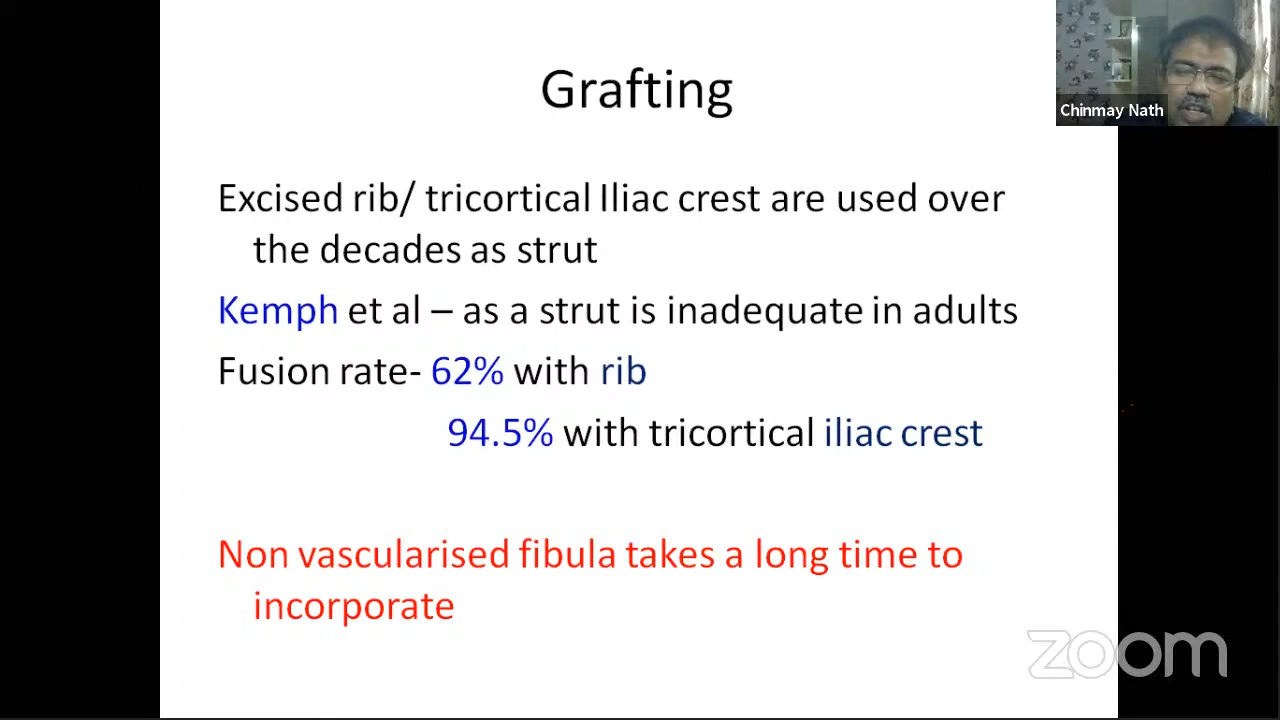 Grafting
Chinmay Nath
Excised rib/ tricortical Iliac crest are used over
the decades as strut
Kemph et al – as a strut is inadequate in adults
Fusion rate- 62% with rib
94.5% with tricortical iliac crest
Non vascularised fibula takes a long time to
incorporate
zoom